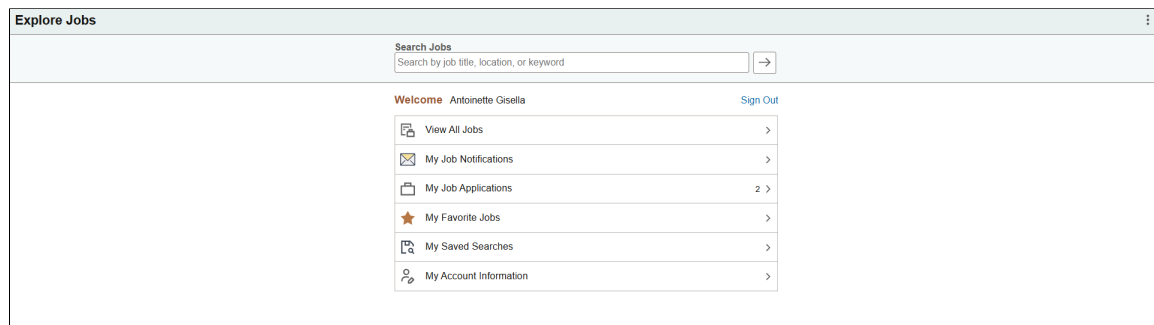 Explore Jobs
Search Jobs
Search by job title, location, or keyword
Welcome Antoinette Gisella Sign Out
View All Jobs
My Job Notifications
My Job Applications 2
My Favorite Jobs
My Saved Searches
My Account Information